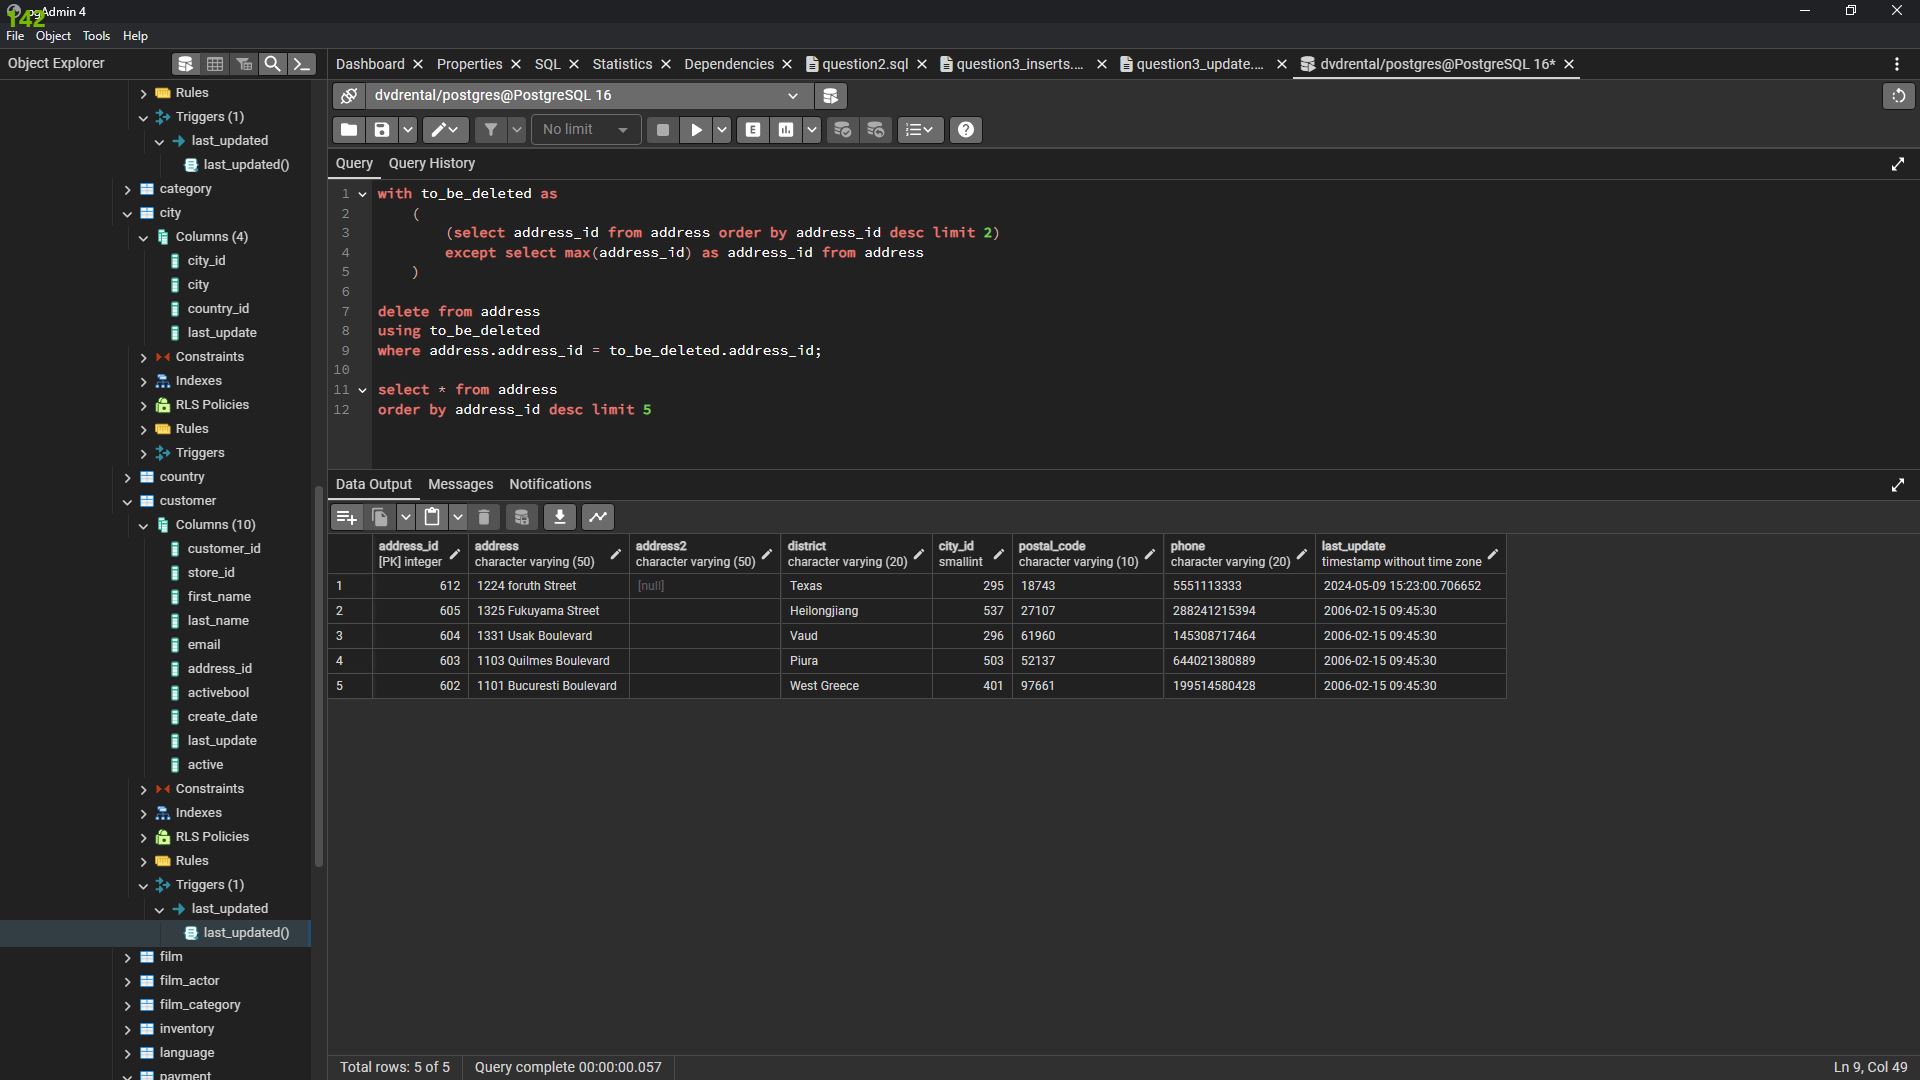 142
pgAdmin 4
File Object Tools Help
Object Explorer
Dashboard Properties SQL Statistics Dependencies question2.sql question3_inserts.... question3_update.... dvdrental/postgres@PostgreSQL 16*
Rules
Triggers (1)
last_updated
last_updated()
category
city
Columns (4)
city_id
city
country_id
last_update
Constraints
Indexes
RLS Policies
Rules
Triggers
country
customer
Columns (10)
customer_id
store_id
first_name
last_name
email
address_id
activebool
create_date
last_update
active
Constraints
Indexes
RLS Policies
Rules
Triggers (1)
last_updated
last_updated()
film
film_actor
film_category
inventory
language
payment
dvdrental/postgres@PostgreSQL 16
No limit
E
Query Query History
1 with to_be_deleted as
2 (
3 (select address_id from address order by address_id desc limit 2)
4 except select max(address_id) as address_id from address
5 )
6
7 delete from address
8 using to_be_deleted
9 where address.address_id = to_be_deleted.address_id;
10
11 select * from address
12 order by address_id desc limit 5
Data Output Messages Notifications
address_id address address2 district city_id postal_code phone last_update
[PK] integer character varying (50) character varying (50) character varying (20) smallint character varying (10) character varying (20) timestamp without time zone
1 612 1224 foruth Street [null] Texas 295 18743 5551113333 2024-05-09 15:23:00.706652
2 605 1325 Fukuyama Street Heilongjiang 537 27107 288241215394 2006-02-15 09:45:30
3 604 1331 Usak Boulevard Vaud 296 61960 145308717464 2006-02-15 09:45:30
4 603 1103 Quilmes Boulevard Piura 503 52137 644021380889 2006-02-15 09:45:30
5 602 1101 Bucuresti Boulevard West Greece 401 97661 199514580428 2006-02-15 09:45:30
Total rows: 5 of 5 Query complete 00:00:00.057 Ln 9, Col 49